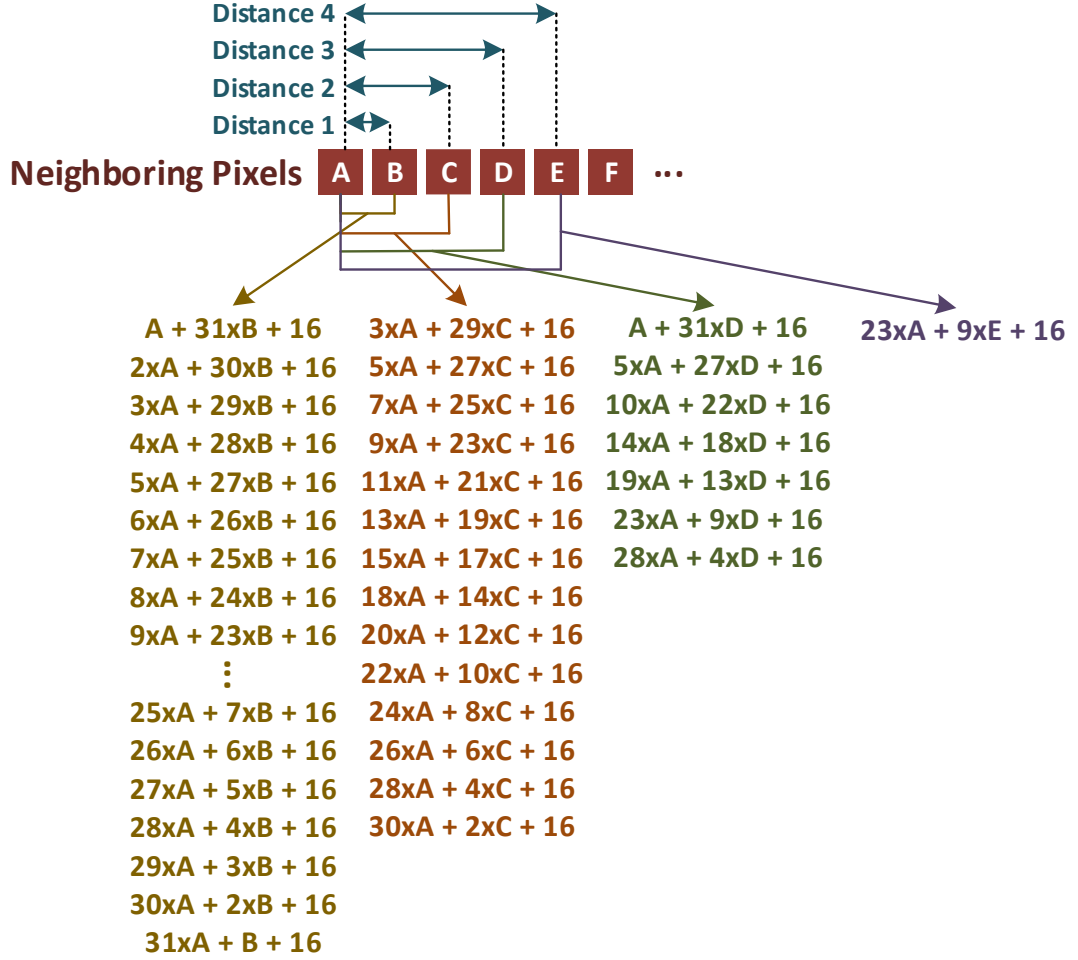 Distance 4
Distance 3
Distance 2
Distance 1
Neighboring Pixels A B C D E F ...
A + 31xB + 16
2xA + 30xB + 16
3xA + 29xB + 16
4xA + 28xB + 16
5xA + 27xB + 16
6xA + 26xB + 16
7xA + 25xB + 16
8xA + 24xB + 16
9xA + 23xB + 16
⋮
25xA + 7xB + 16
26xA + 6xB + 16
27xA + 5xB + 16
28xA + 4xB + 16
29xA + 3xB + 16
30xA + 2xB + 16
31xA + B + 16
3xA + 29xC + 16
5xA + 27xC + 16
7xA + 25xC + 16
9xA + 23xC + 16
11xA + 21xC + 16
13xA + 19xC + 16
15xA + 17xC + 16
18xA + 14xC + 16
20xA + 12xC + 16
22xA + 10xC + 16
24xA + 8xC + 16
26xA + 6xC + 16
28xA + 4xC + 16
30xA + 2xC + 16
A + 31xD + 16
5xA + 27xD + 16
10xA + 22xD + 16
14xA + 18xD + 16
19xA + 13xD + 16
23xA + 9xD + 16
28xA + 4xD + 16
23xA + 9xE + 16